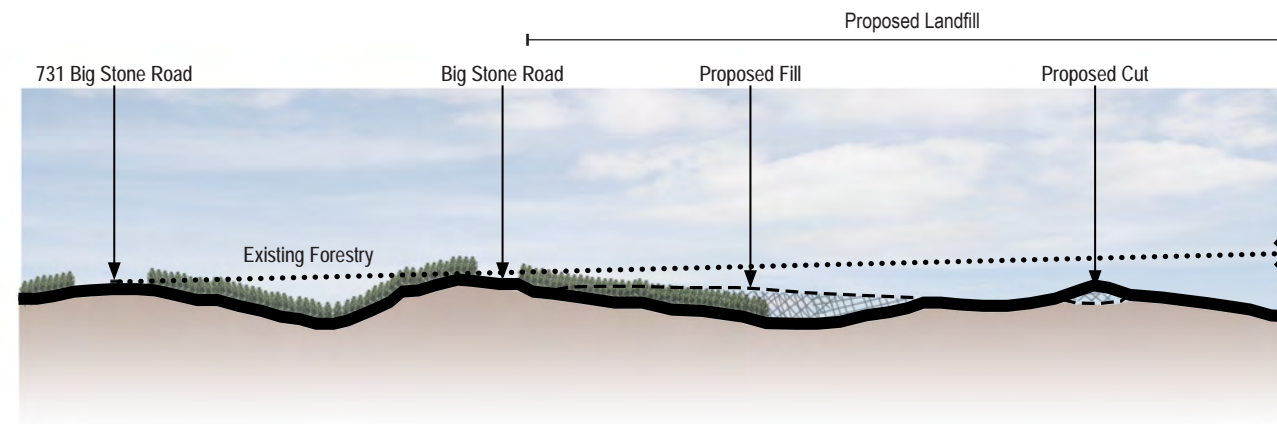 Proposed Landfill
731 Big Stone Road
Big Stone Road
Proposed Fill
Proposed Cut
Existing Forestry